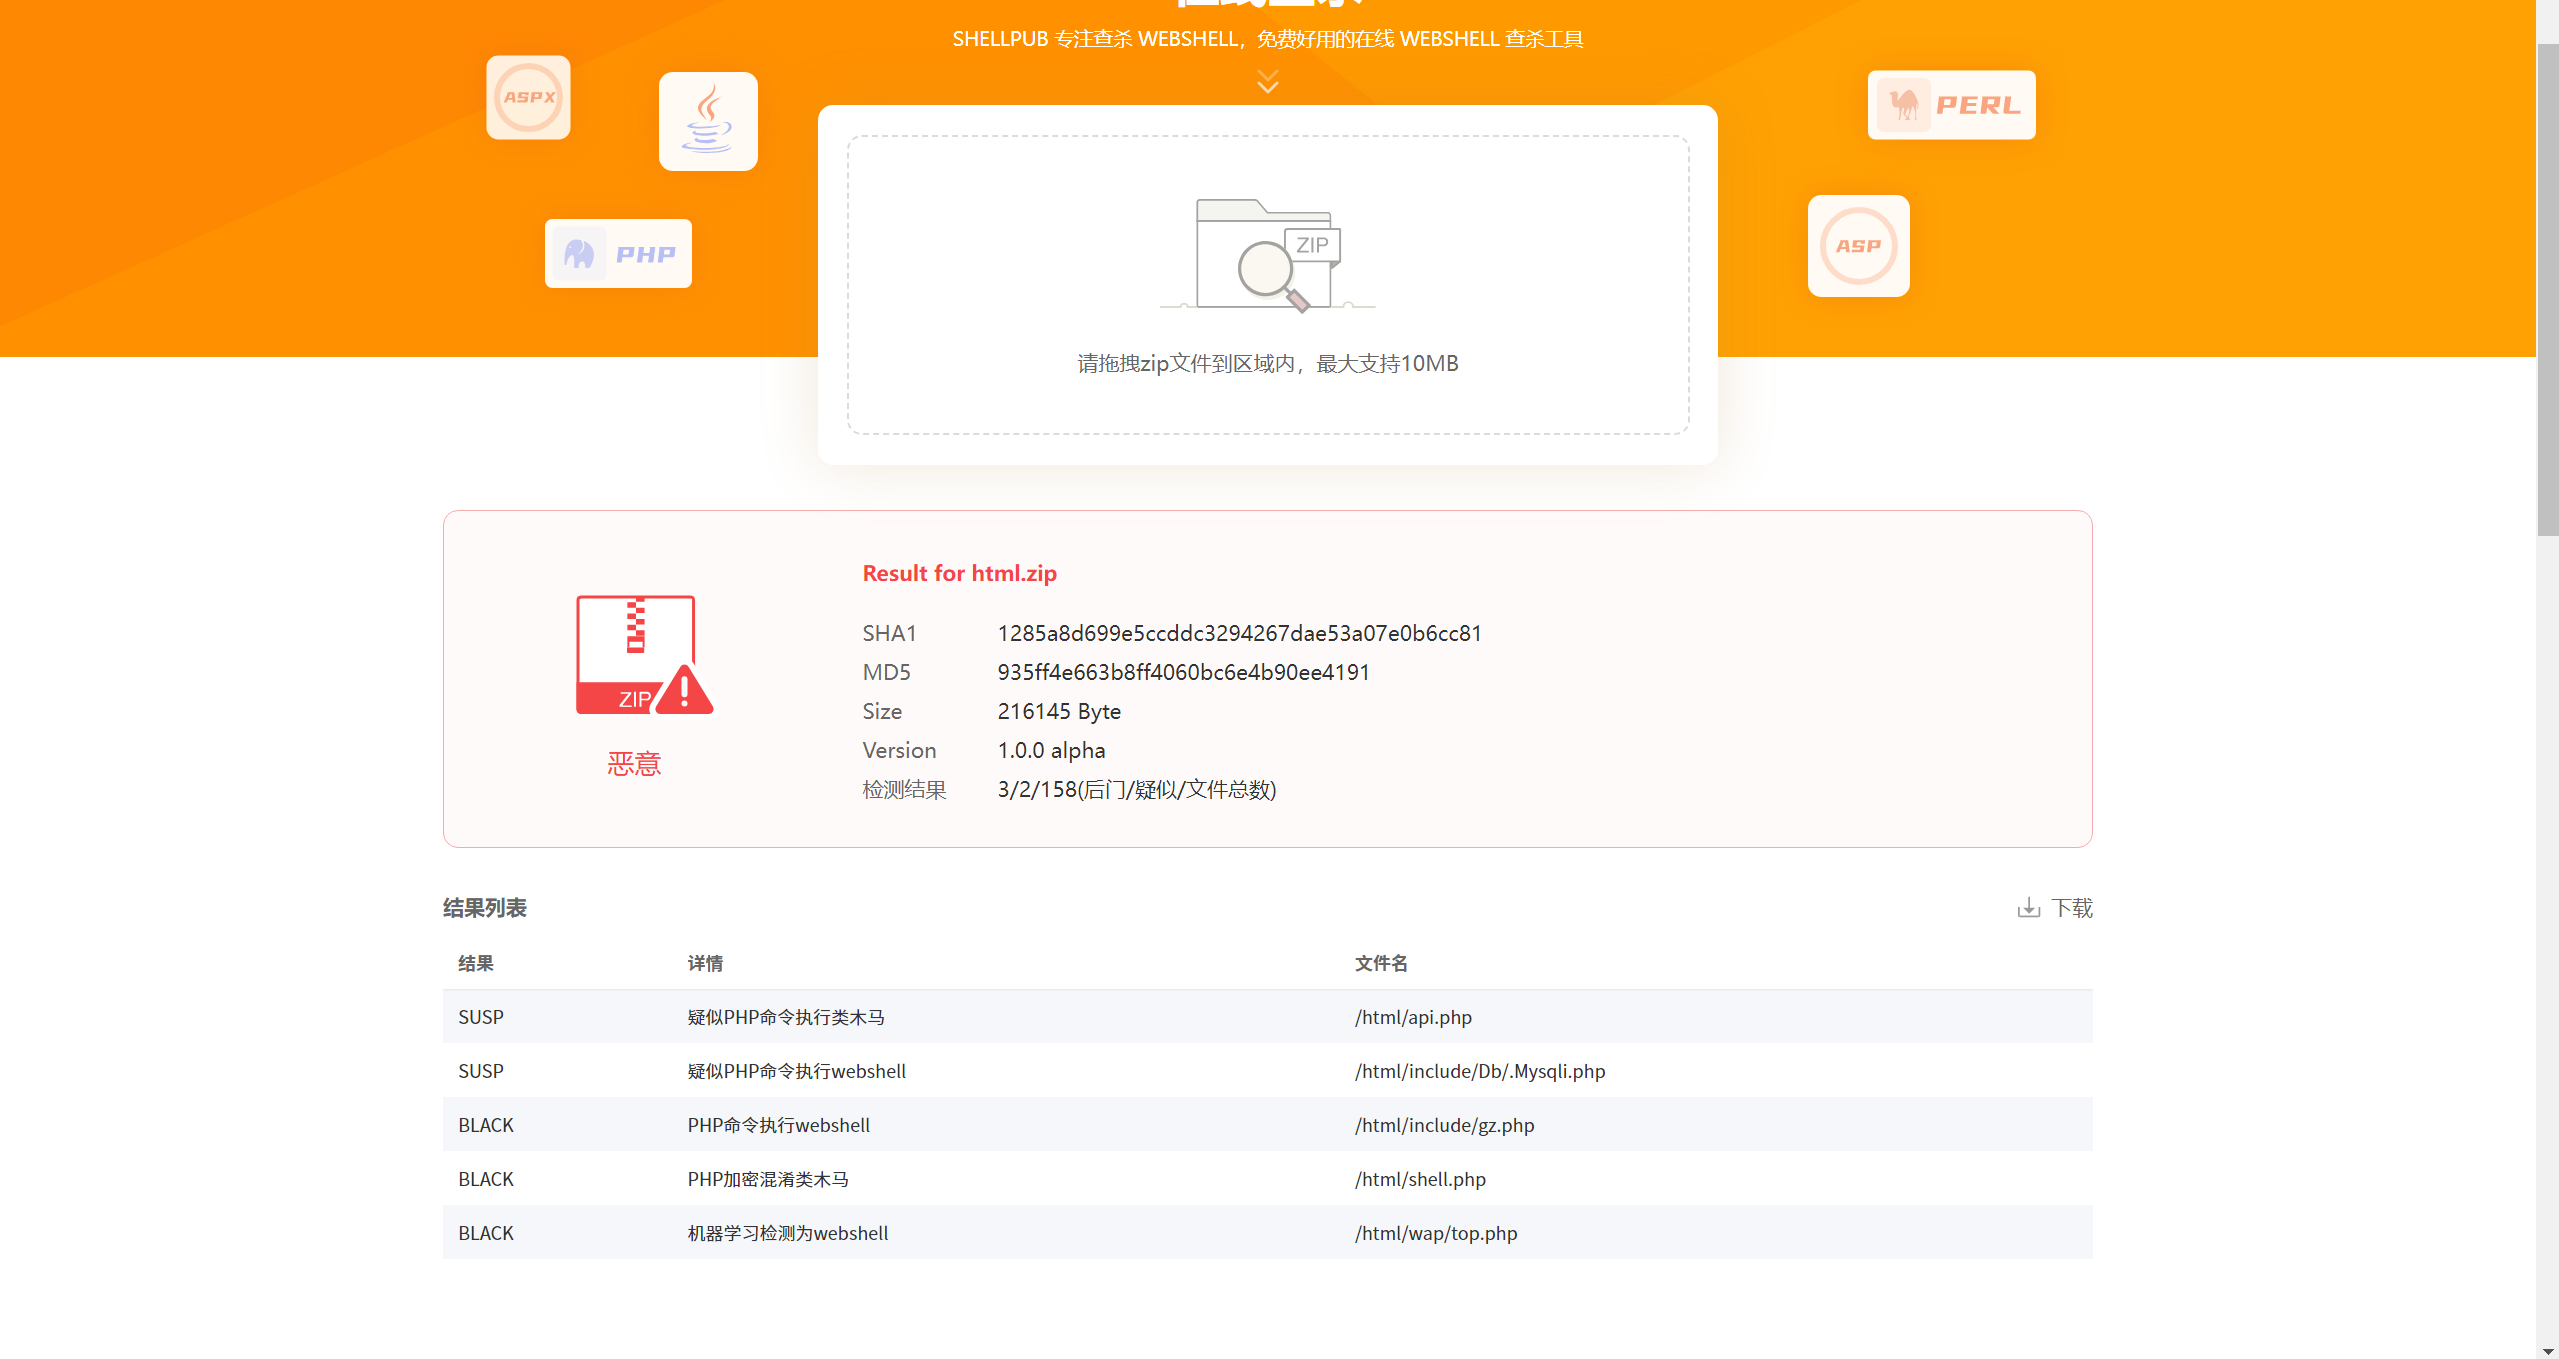 SHELLPUB 专注查杀 WEBSHELL，免费好用的在线 WEBSHELL 查杀工具
ASPX
PERL
PHP
ASP
ZIP
请拖拽zip文件到区域内，最大支持10MB
Result for html.zip
SHA1 1285a8d699e5ccddc3294267dae53a07e0b6cc81
MD5 935ff4e663b8ff4060bc6e4b90ee4191
Size 216145 Byte
Version 1.0.0 alpha
检测结果 3/2/158(后门/疑似/文件总数)
ZIP
恶意
结果列表 下载
结果 详情 文件名
SUSP 疑似PHP命令执行类木马 /html/api.php
SUSP 疑似PHP命令执行webshell /html/include/Db/.Mysqli.php
BLACK PHP命令执行webshell /html/include/gz.php
BLACK PHP加密混淆类木马 /html/shell.php
BLACK 机器学习检测为webshell /html/wap/top.php